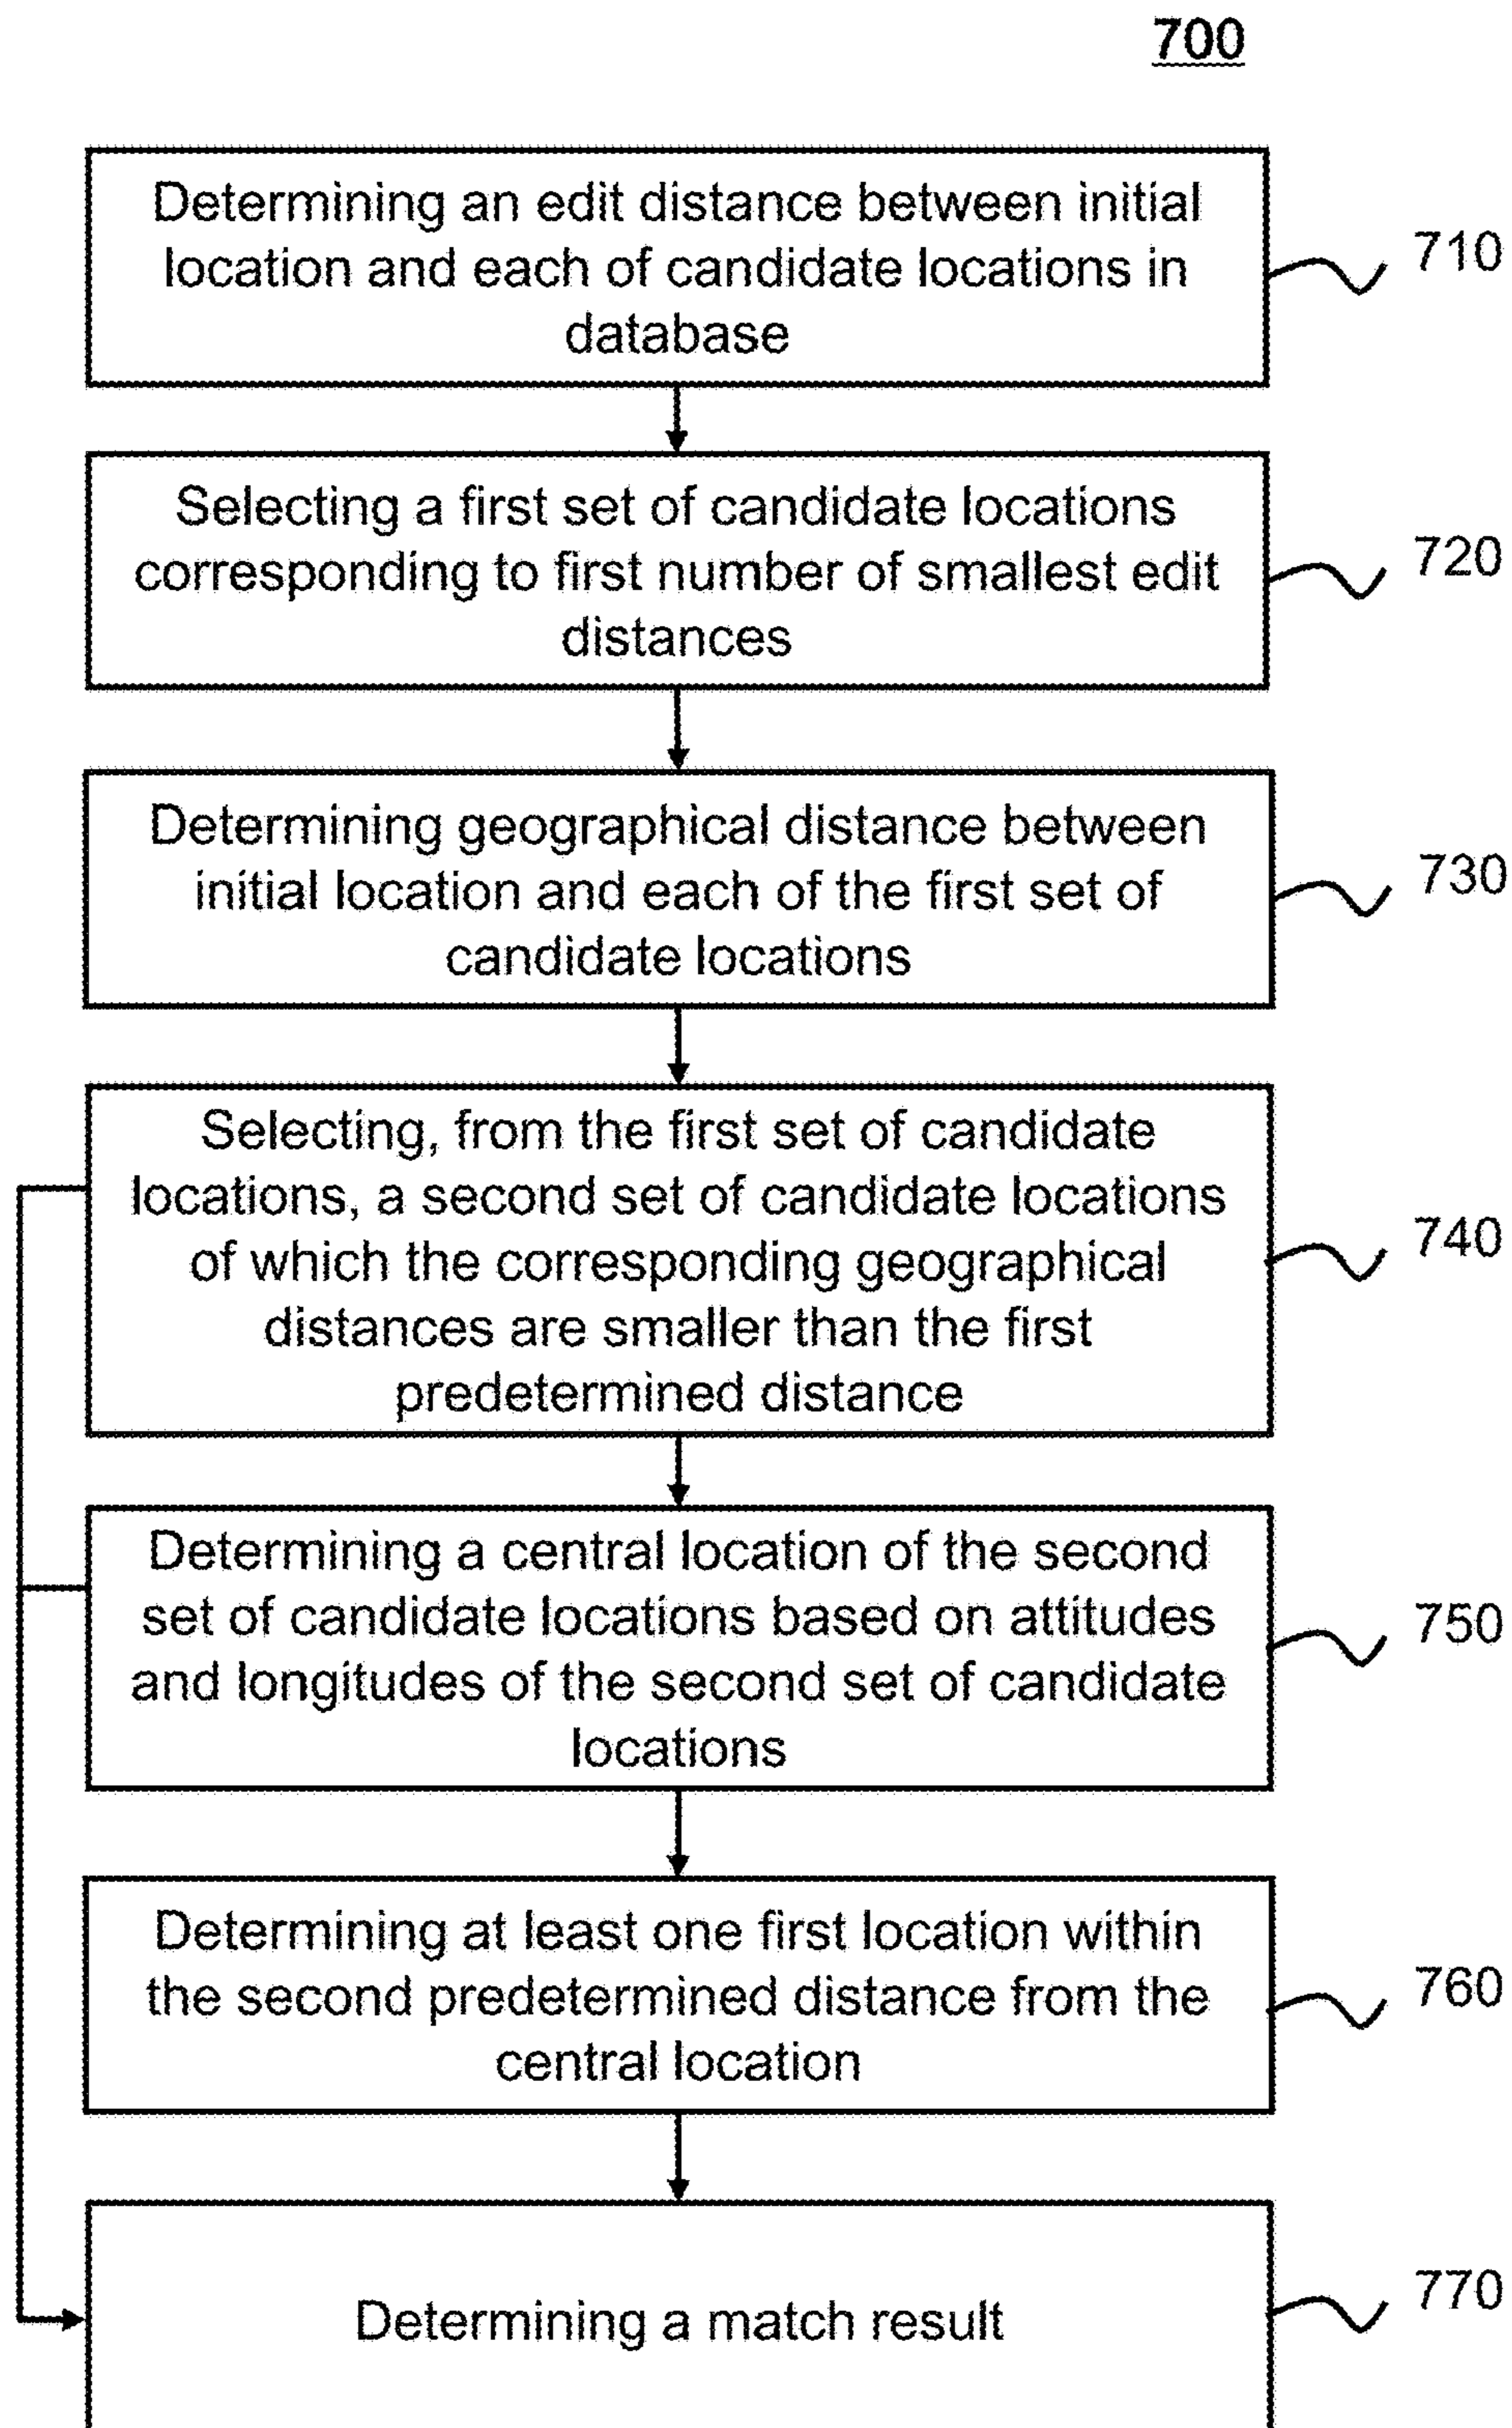 700
Determining an edit distance between initial
location and each of candidate locations in
database
710
Selecting a first set of candidate locations
corresponding to first number of smallest edit
distances
720
Determining geographical distance between
initial location and each of the first set of
candidate locations
730
Selecting, from the first set of candidate
locations, a second set of candidate locations
of which the corresponding geographical
distances are smaller than the first
predetermined distance
740
Determining a central location of the second
set of candidate locations based on attitudes
and longitudes of the second set of candidate
locations
750
Determining at least one first location within
the second predetermined distance from the
central location
760
Determining a match result
770